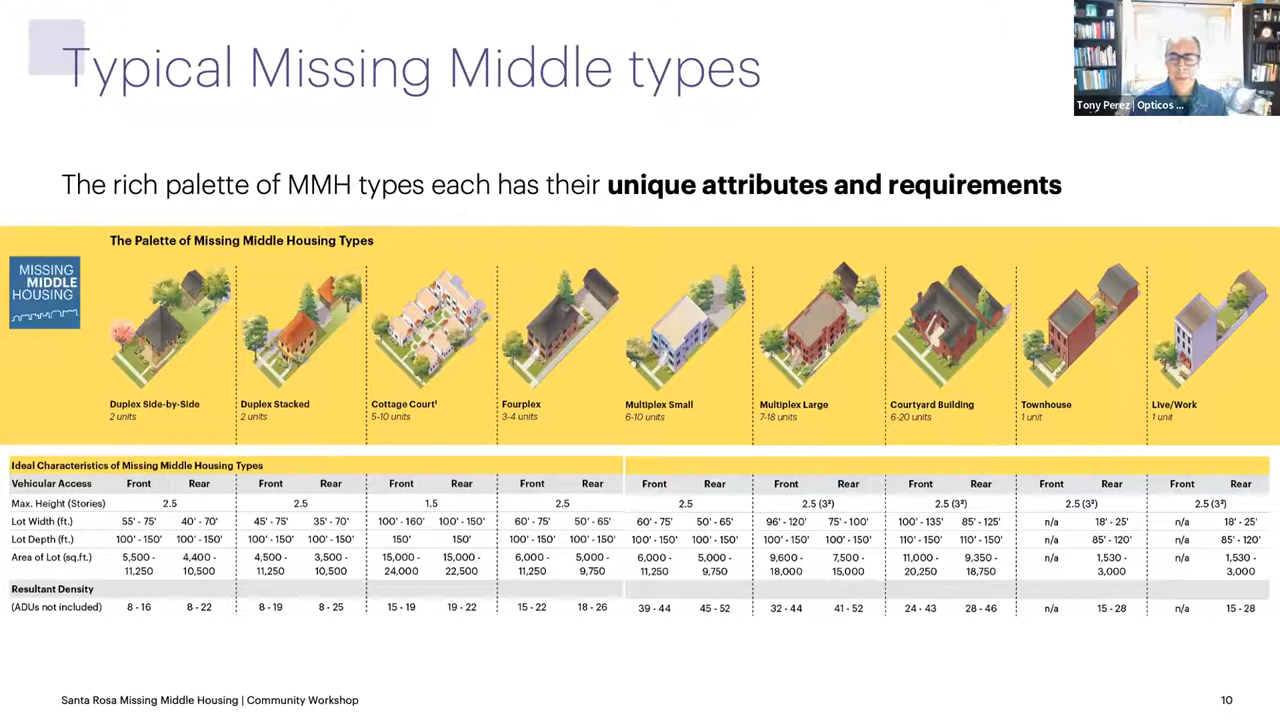 Typical Missing Middle types
Tony Perez | Opticos ...
The rich palette of MMH types each has their unique attributes and requirements
The Palette of Missing Middle Housing Types
MISSING
MIDDLE
HOUSING
Duplex Side-by-Side Duplex Stacked Cottage Court¹ Fourplex Multiplex Small Multiplex Large Courtyard Building Townhouse Live/Work
2 units 2 units 5-10 units 3-4 units 6-10 units 7-18 units 6-20 units 1 unit 1 unit
Ideal Characteristics of Missing Middle Housing Types
Vehicular Access Front Rear Front Rear Front Rear Front Rear Front Rear Front Rear Front Rear Front Rear Front Rear
Max. Height (Stories) 2.5 2.5 1.5 2.5 2.5 2.5 (3²) 2.5 (3²) 2.5 (3²) 2.5 (3²)
Lot Width (ft.) 55' - 75' 40' - 70' 45' - 75' 35' - 70' 100' - 160' 100' - 150' 60' - 75' 50' - 65' 60' - 75' 50' - 65' 96' - 120' 75' - 100' 100' - 135' 85' - 125' n/a 18' - 25' n/a 18' - 25'
Lot Depth (ft.) 100' - 150' 100' - 150' 100' - 150' 100' - 150' 150' 150' 100' - 150' 100' - 150' 100' - 150' 100' - 150' 100' - 150' 100' - 150' 110' - 150' 110' - 150' n/a 85' - 120' n/a 85' - 120'
Area of Lot (sq.ft.) 5,500 - 4,400 - 4,500 - 3,500 - 15,000 - 15,000 - 6,000 - 5,000 - 6,000 - 5,000 - 9,600 - 7,500 - 11,000 - 9,350 - n/a 1,530 - n/a 1,530 -
11,250 10,500 11,250 10,500 24,000 22,500 11,250 9,750 11,250 9,750 18,000 15,000 20,250 18,750 3,000 3,000
Resultant Density
(ADUs not included) 8 - 16 8 - 22 8 - 19 8 - 25 15 - 19 19 - 22 15 - 22 18 - 26 39 - 44 45 - 52 32 - 44 41 - 52 24 - 43 28 - 46 n/a 15 - 28 n/a 15 - 28
Santa Rosa Missing Middle Housing | Community Workshop
10